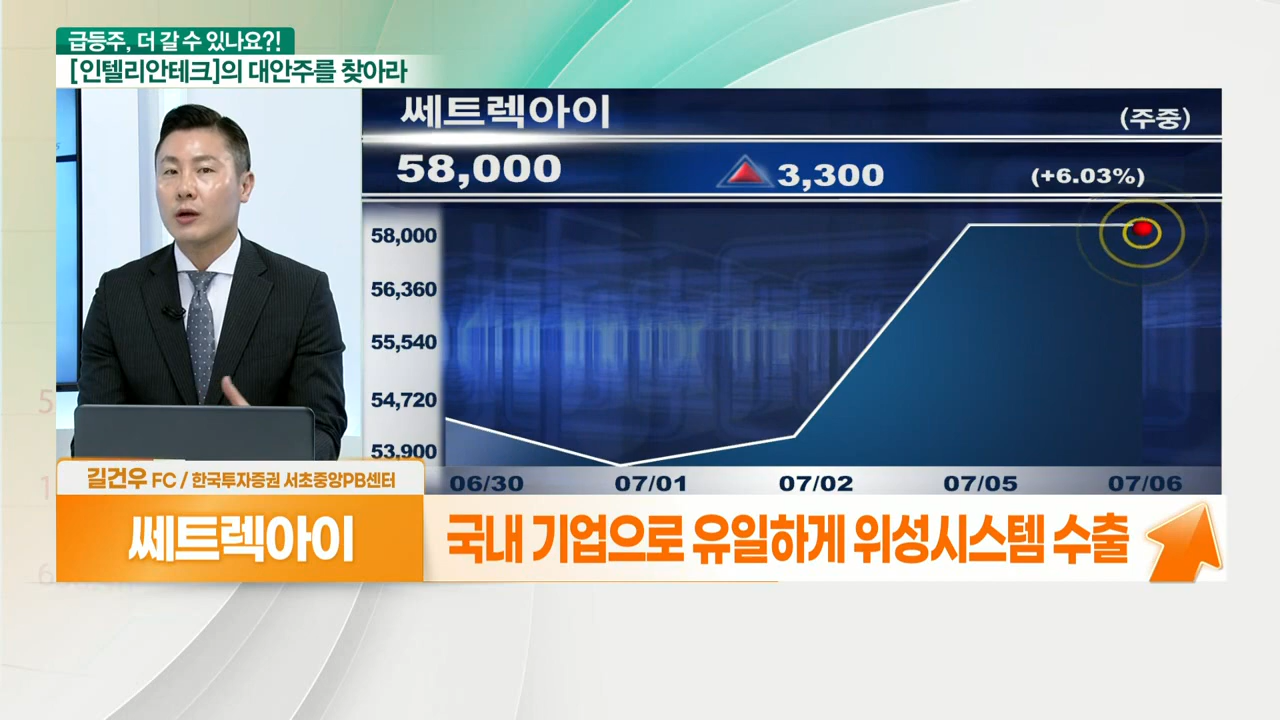 급등주, 더 갈 수 있나요?!
[인텔리안테크]의 대안주를 찾아라
쎄트렉아이 (주중)
58,000 3,300 (+6.03%)
58,000
56,360
55,540
54,720
53,900
06/30 07/01 07/02 07/05 07/06
길건우 FC / 한국투자증권 서초중앙PB센터
쎄트렉아이
국내 기업으로 유일하게 위성시스템 수출